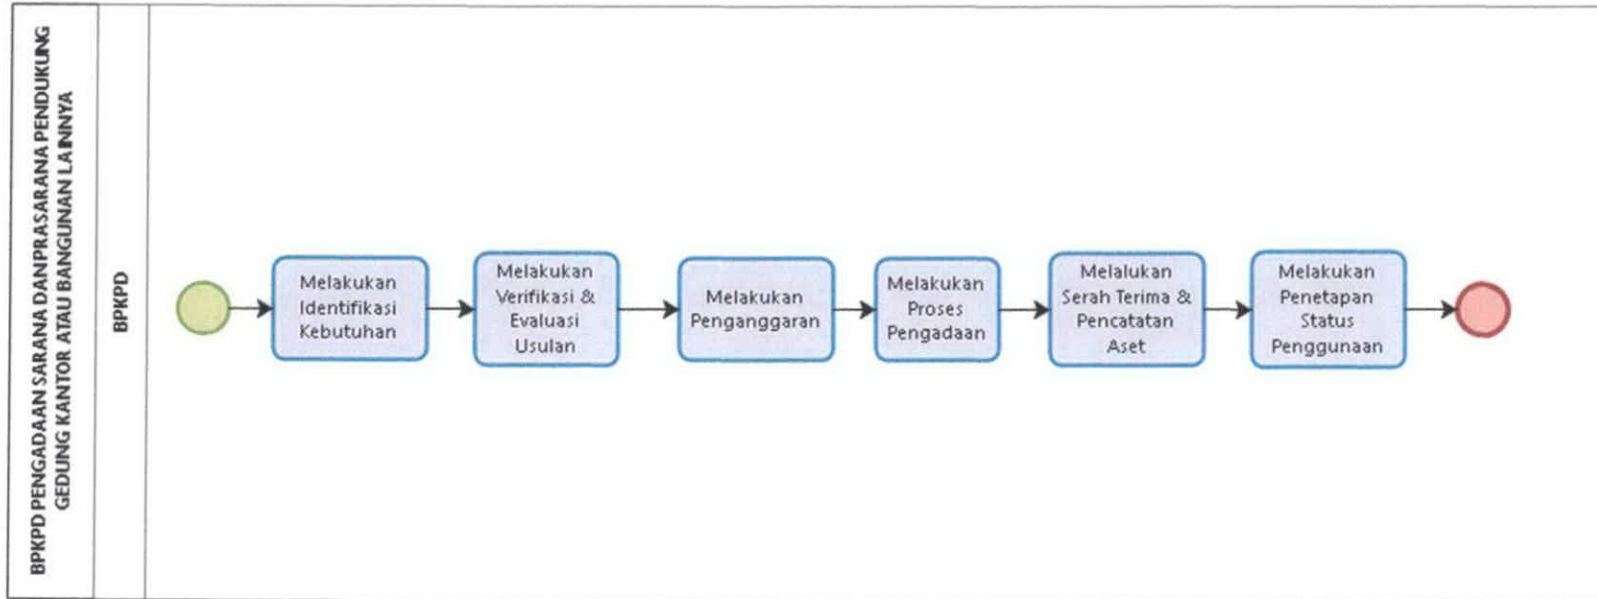 BPKPD PENGADAAN SARANA DANPRASARANA PENDUKUNG
GEDUNG KANTOR ATAU BANGUNAN LAINNYA
BPKPD
Melakukan
Identifikasi
Kebutuhan
Melakukan
Verifikasi &
Evaluasi
Usulan
Melakukan
Penganggaran
Melakukan
Proses
Pengadaan
Melalukan
Serah Terima &
Pencatatan
Aset
Melakukan
Penetapan
Status
Penggunaan